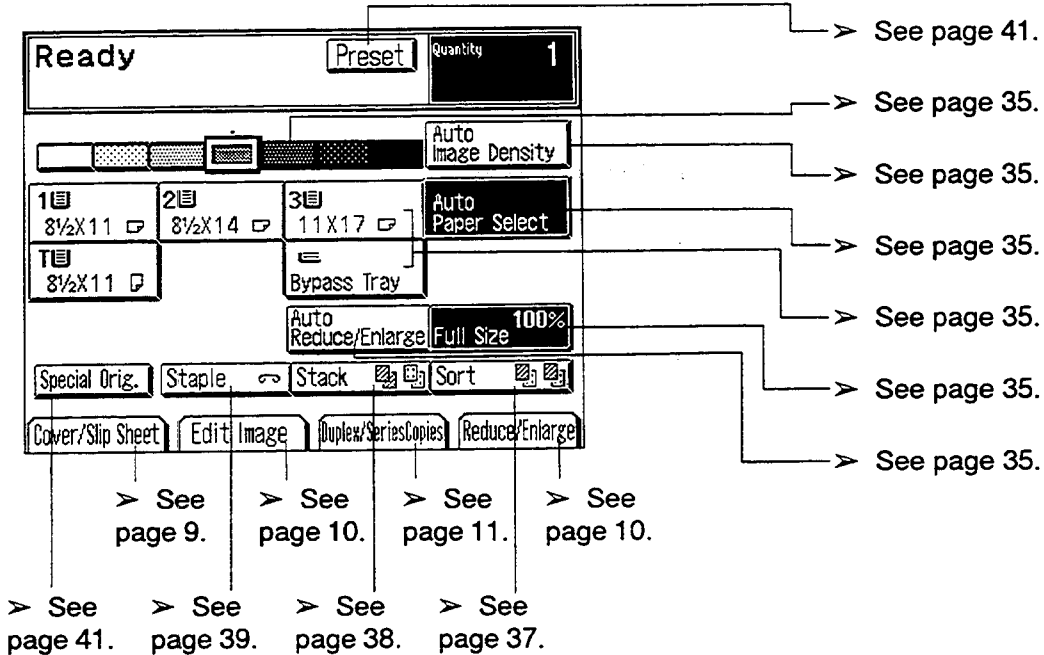 ➢ See page 41.
Ready
Preset
Quantity 1
➢ See page 35.
Auto
Image Density
➢ See page 35.
1 8½X11
2 8½X14
3 11X17
Auto
Paper Select
➢ See page 35.
T 8½X11
Bypass Tray
➢ See page 35.
Auto
Reduce/Enlarge
100%
Full Size
➢ See page 35.
Special Orig.
Staple
Stack
Sort
Cover/Slip Sheet
Edit Image
Duplex/SeriesCopies
Reduce/Enlarge
➢ See page 35.
➢ See
page 9.
➢ See
page 10.
➢ See
page 11.
➢ See
page 10.
➢ See
page 41.
➢ See
page 39.
➢ See
page 38.
➢ See
page 37.